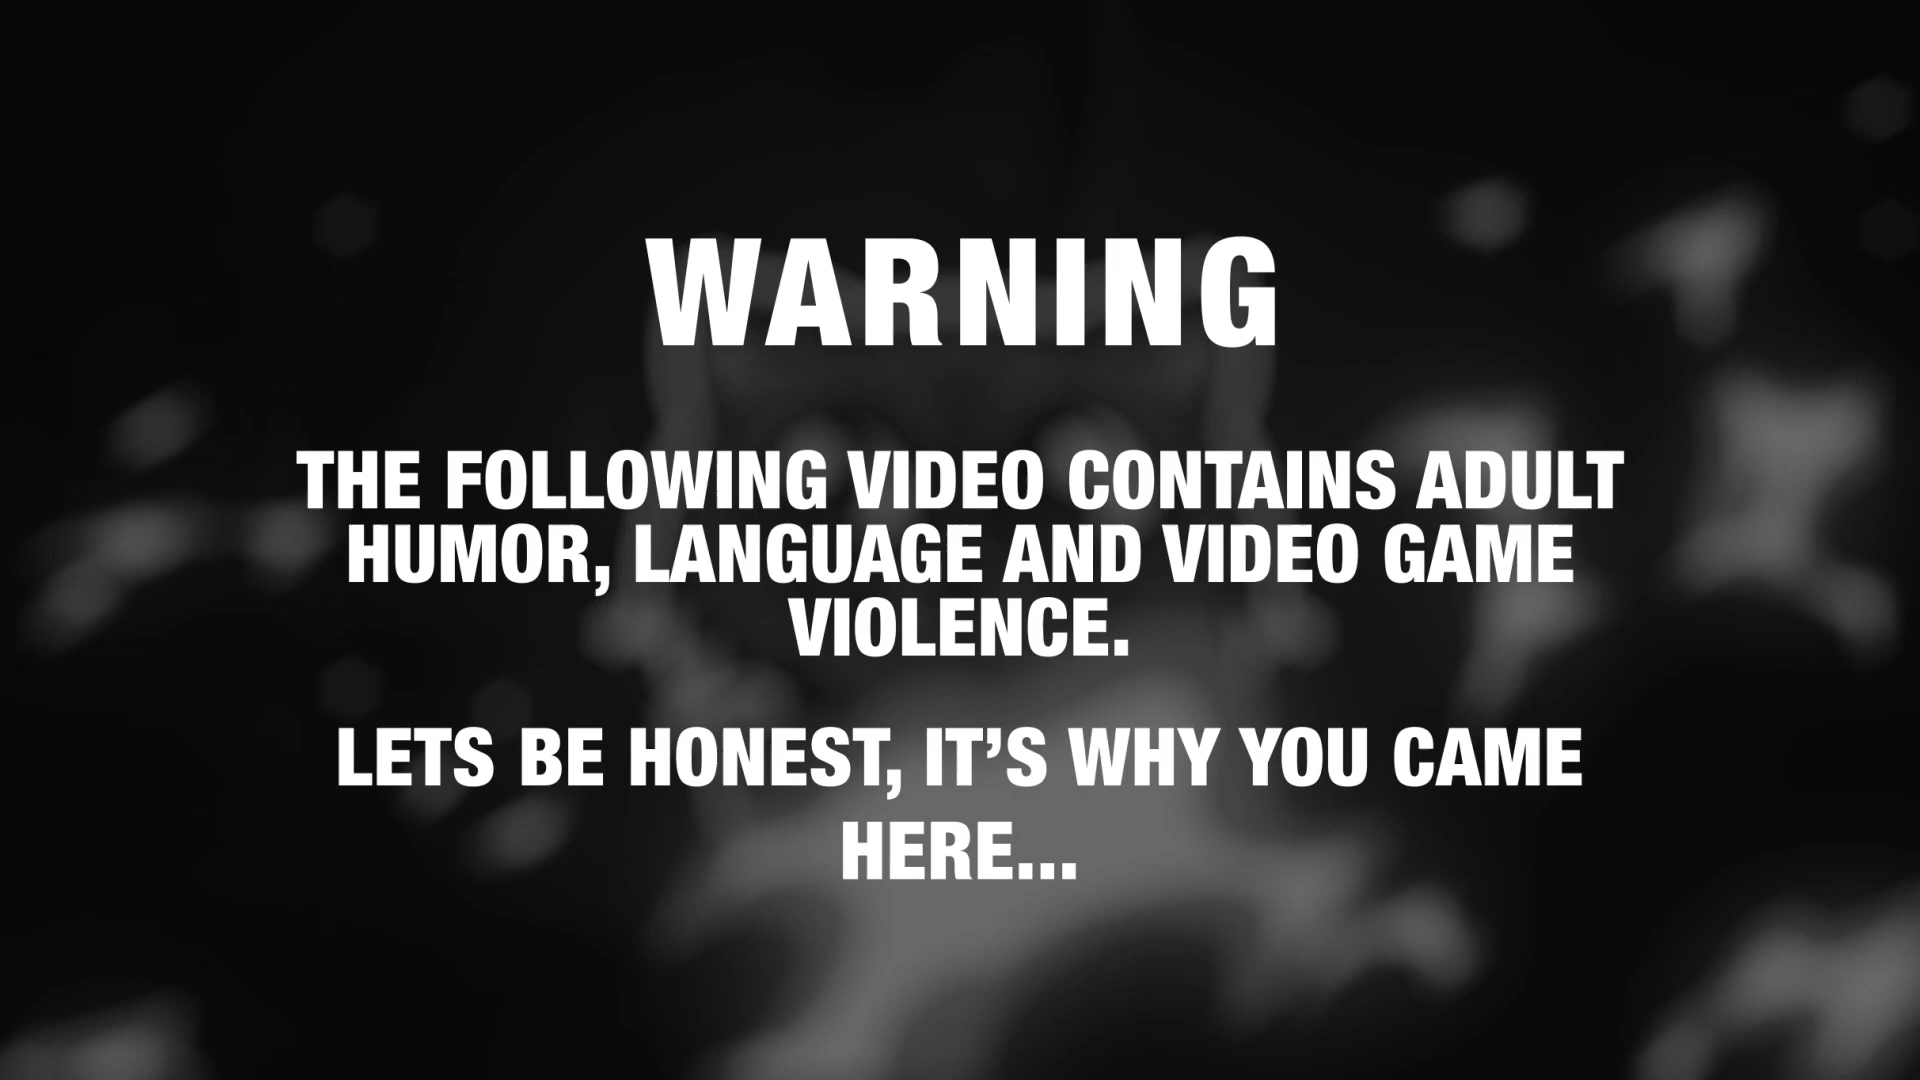 WARNING
THE FOLLOWING VIDEO CONTAINS ADULT
HUMOR, LANGUAGE AND VIDEO GAME
VIOLENCE.
LETS BE HONEST, IT’S WHY YOU CAME
HERE...